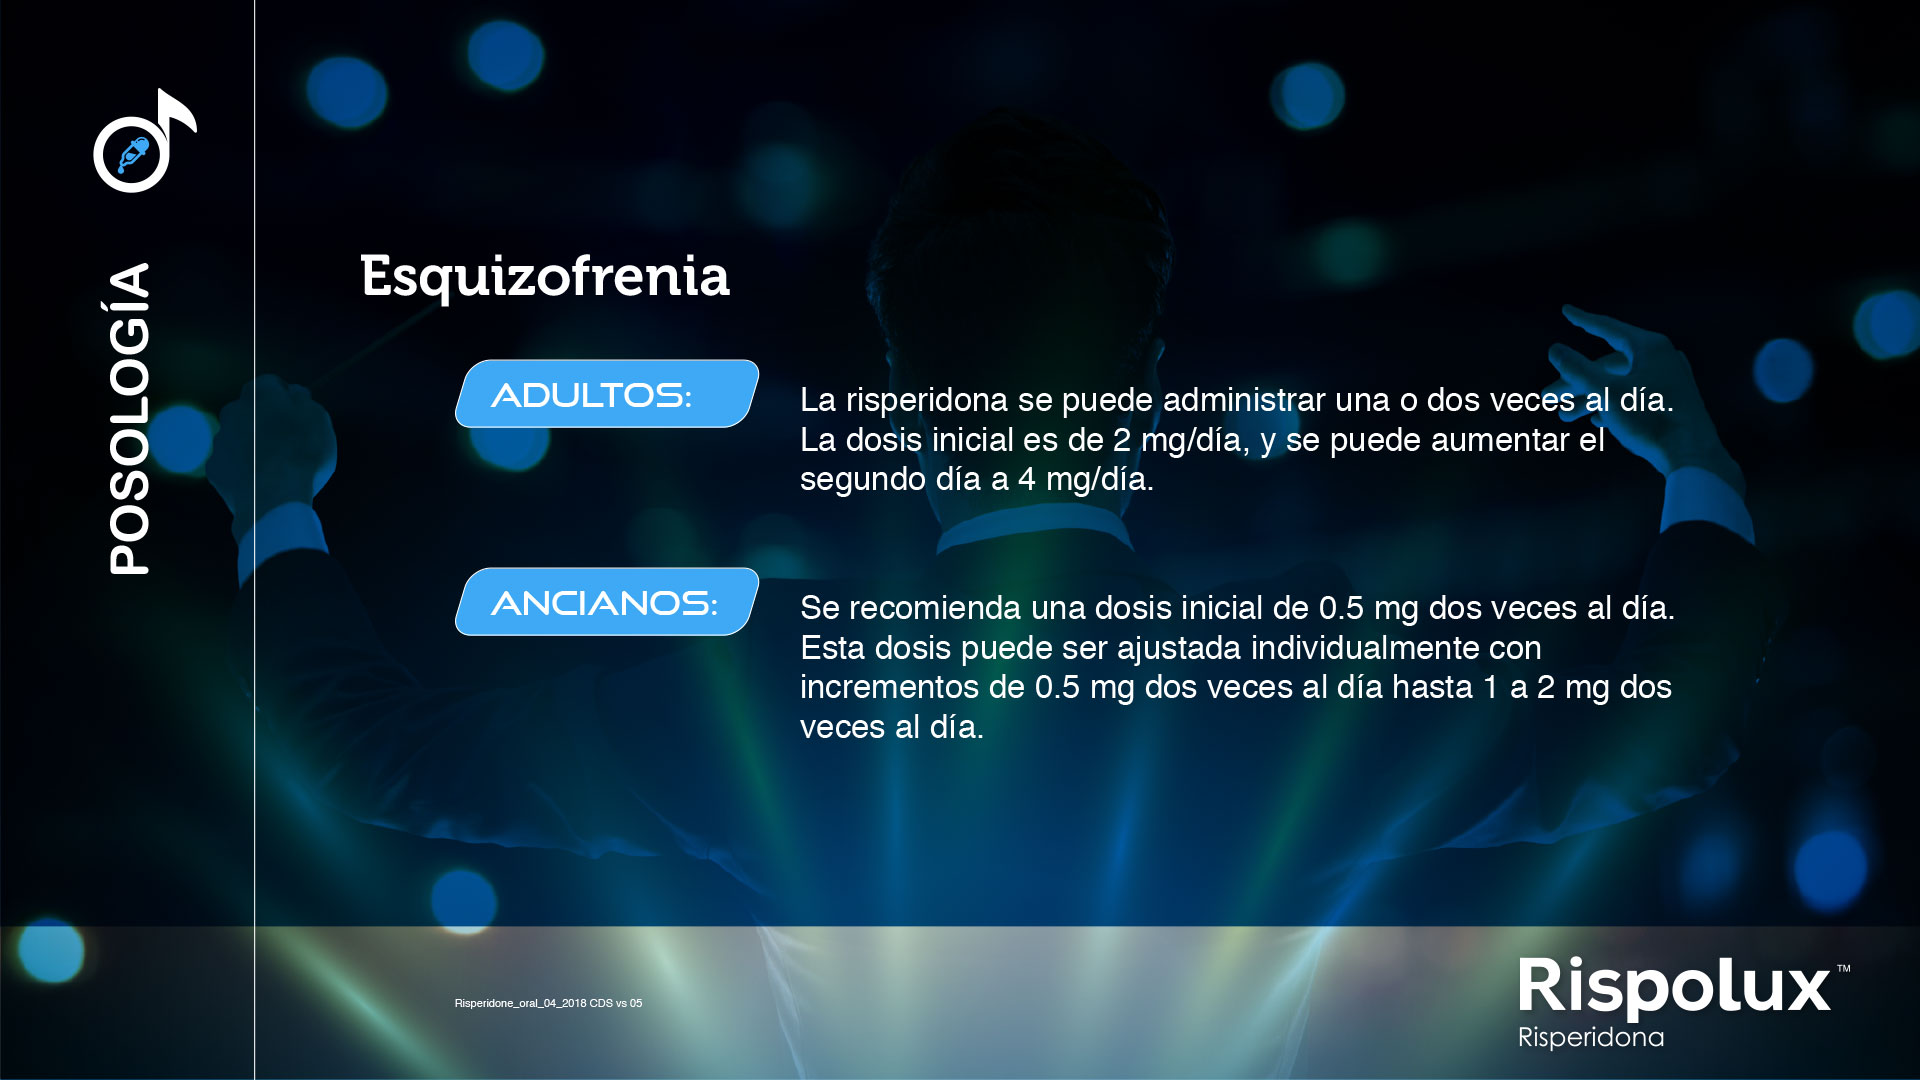 POSOLOGÍA
Esquizofrenia
ADULTOS:
La risperidona se puede administrar una o dos veces al día.
La dosis inicial es de 2 mg/día, y se puede aumentar el
segundo día a 4 mg/día.
ANCIANOS:
Se recomienda una dosis inicial de 0.5 mg dos veces al día.
Esta dosis puede ser ajustada individualmente con
incrementos de 0.5 mg dos veces al día hasta 1 a 2 mg dos
veces al día.
Risperidone_oral_04_2018 CDS vs 05
Rispolux™
Risperidona